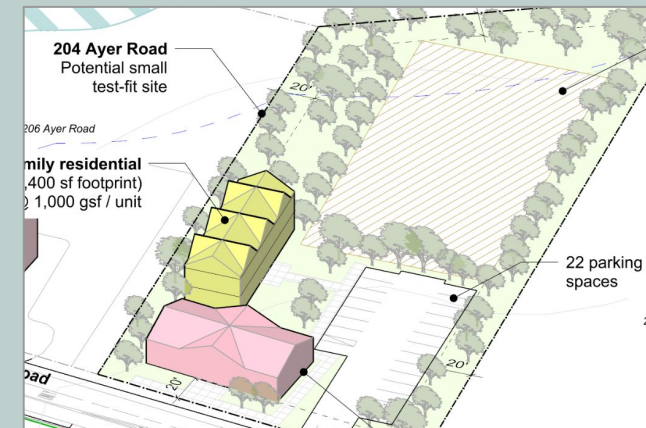 204 Ayer Road
Potential small
test-fit site
20'
206 Ayer Road
mily residential
,400 sf footprint)
@ 1,000 gsf / unit
22 parking
spaces
20'
20'
oad